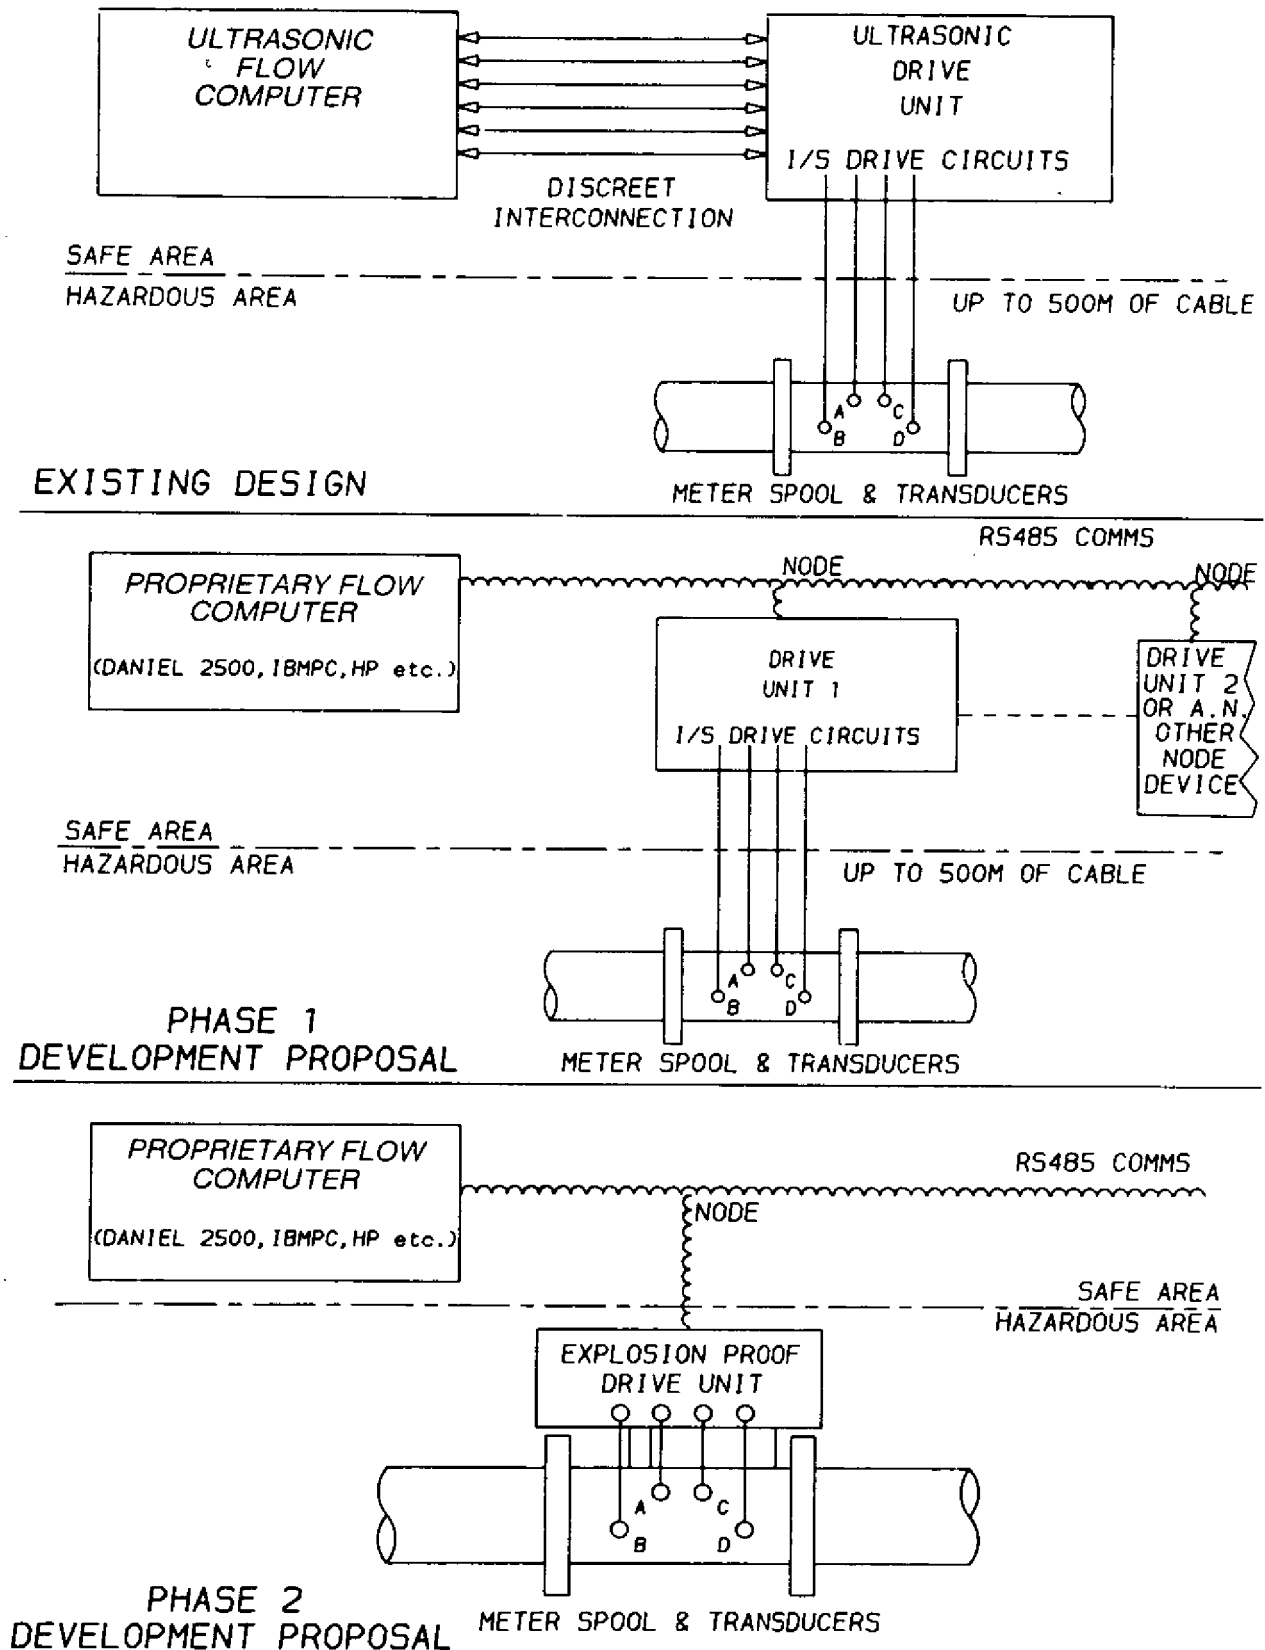 ULTRASONIC
FLOW
COMPUTER
ULTRASONIC
DRIVE
UNIT
I/S DRIVE CIRCUITS
DISCREET
INTERCONNECTION
SAFE AREA
HAZARDOUS AREA
UP TO 500M OF CABLE
A
C
B
D
METER SPOOL & TRANSDUCERS
EXISTING DESIGN
RS485 COMMS
PROPRIETARY FLOW
COMPUTER
(DANIEL 2500, IBMPC, HP etc.)
NODE
NODE
DRIVE
UNIT 1
I/S DRIVE CIRCUITS
DRIVE
UNIT 2
OR A.N.
OTHER
NODE
DEVICE
SAFE AREA
HAZARDOUS AREA
UP TO 500M OF CABLE
A
C
B
D
METER SPOOL & TRANSDUCERS
PHASE 1
DEVELOPMENT PROPOSAL
PROPRIETARY FLOW
COMPUTER
(DANIEL 2500, IBMPC, HP etc.)
RS485 COMMS
NODE
SAFE AREA
HAZARDOUS AREA
EXPLOSION PROOF
DRIVE UNIT
A
C
B
D
METER SPOOL & TRANSDUCERS
PHASE 2
DEVELOPMENT PROPOSAL